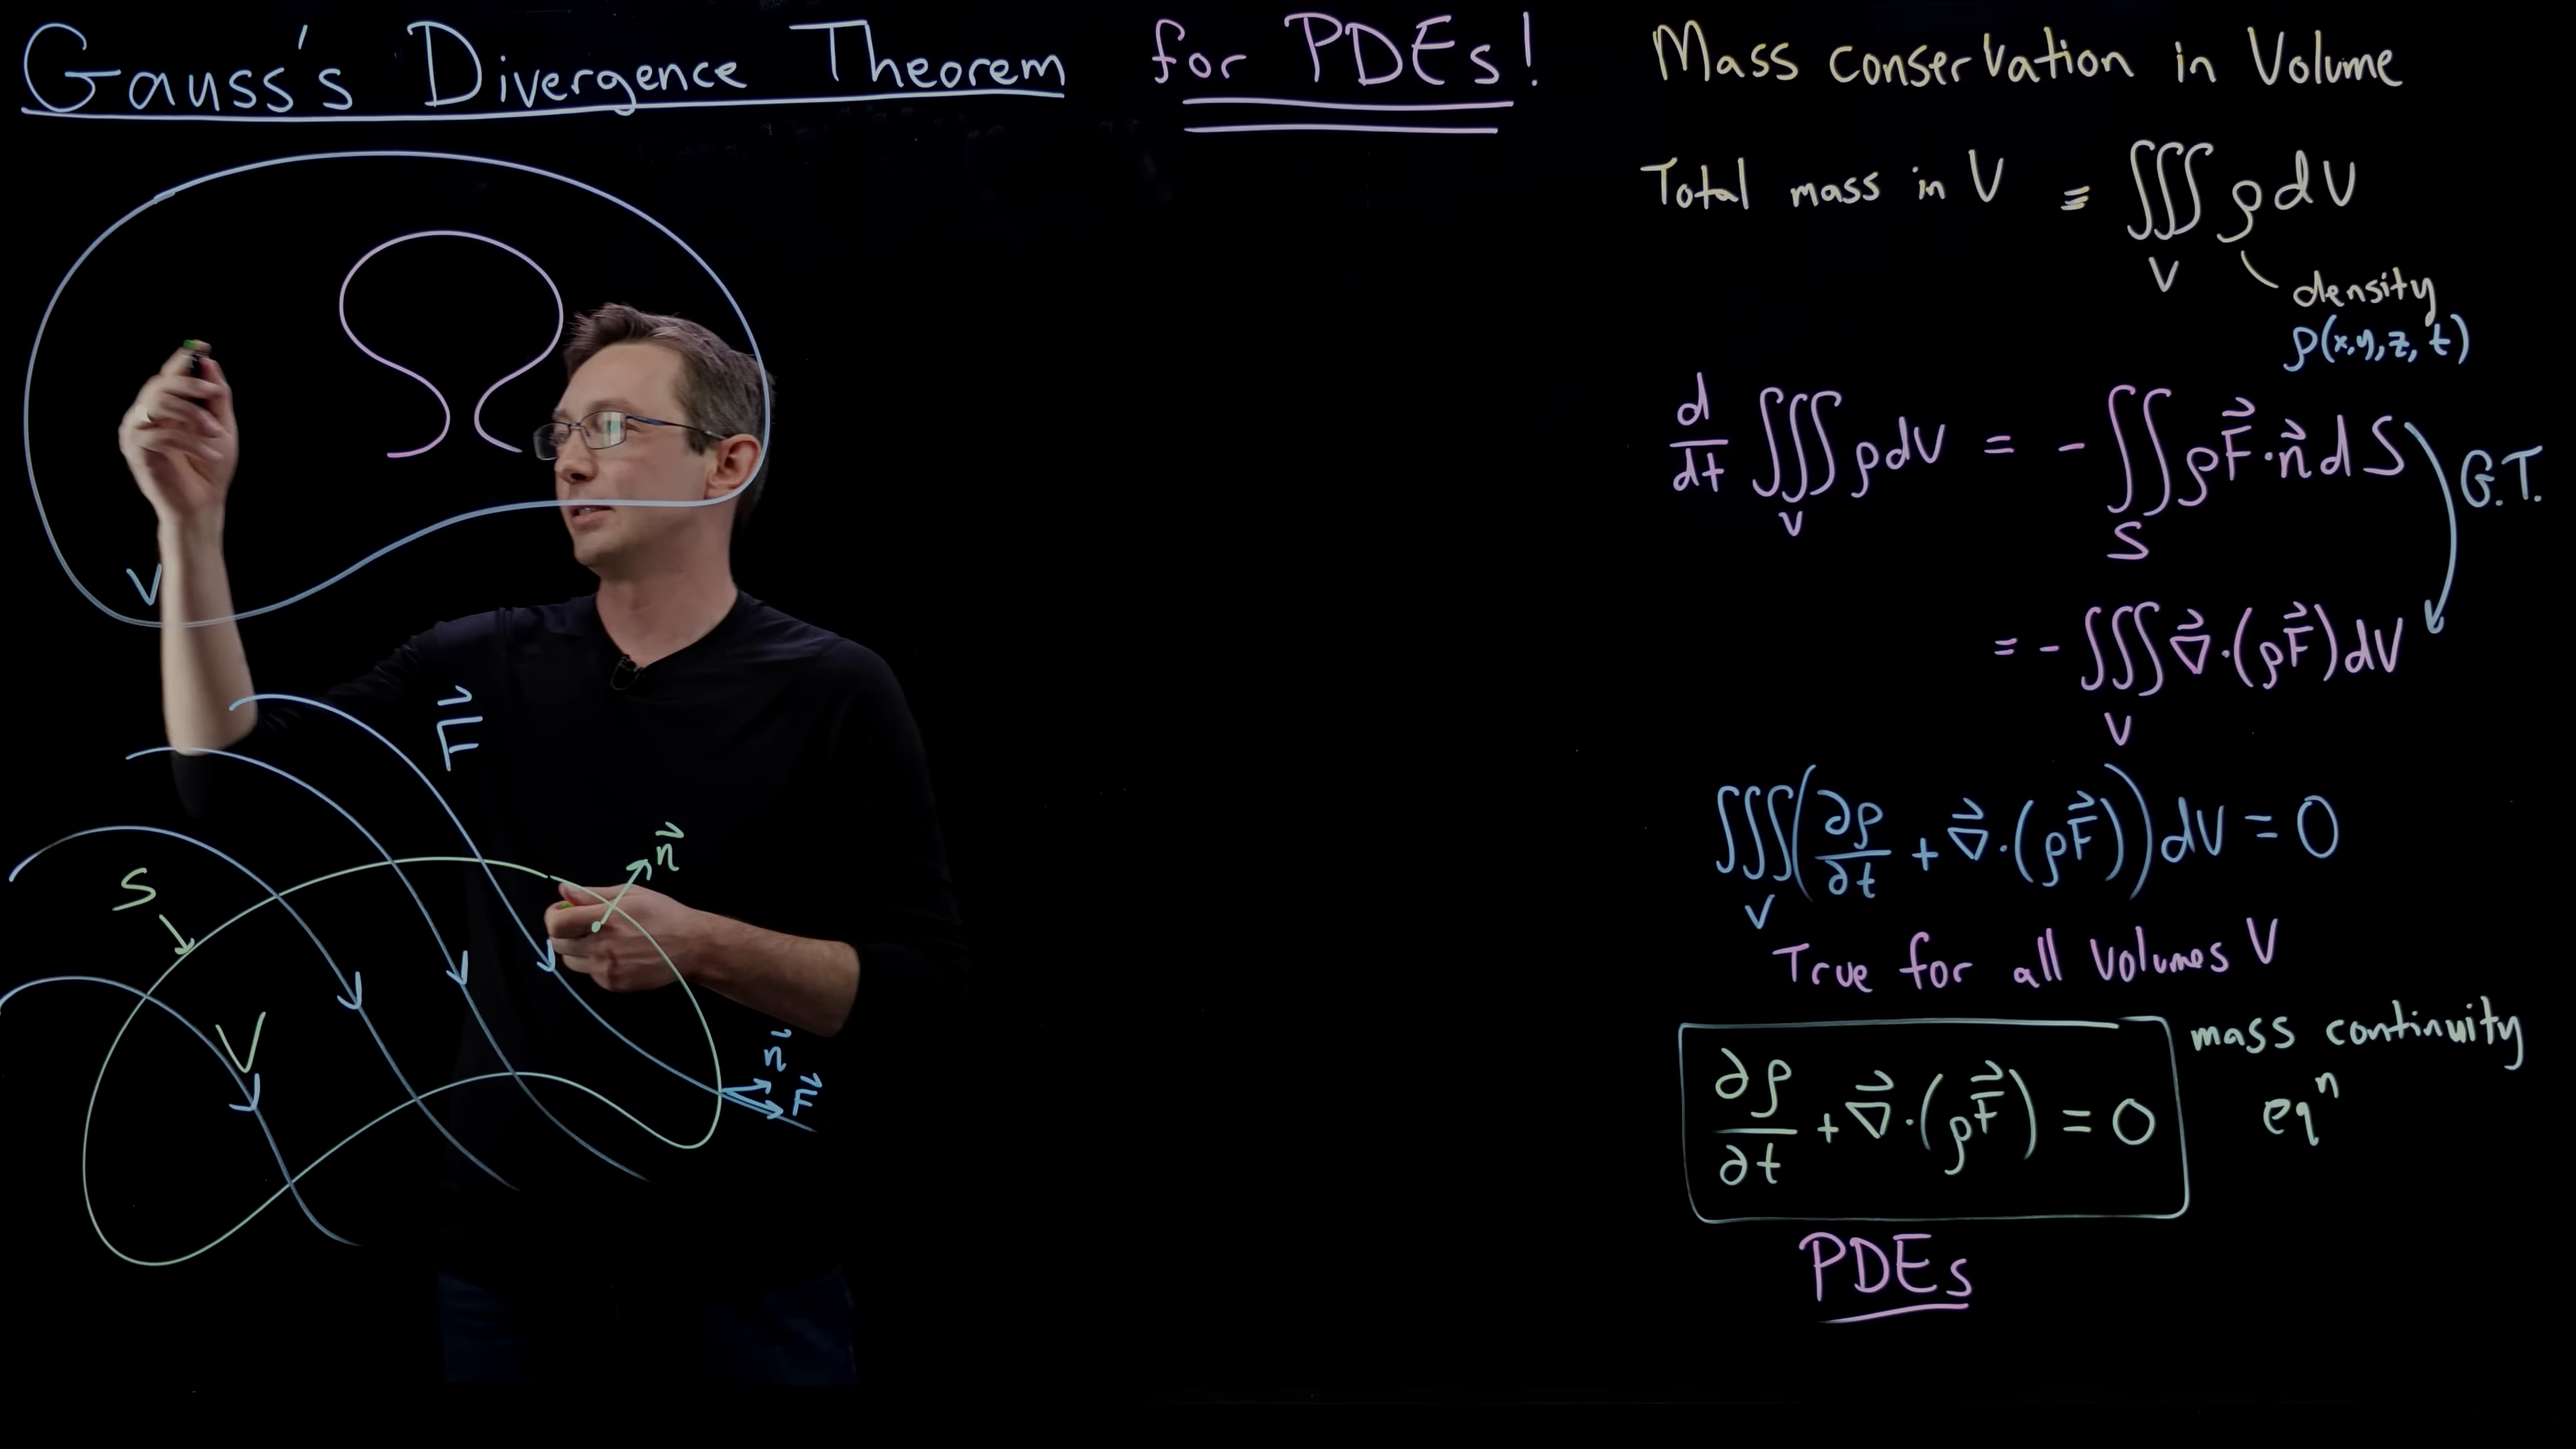 Gauss's Divergence Theorem for PDEs!
V
F⃗
S
n⃗
V
n⃗
F⃗
Mass conservation in Volume
Total mass in V = ∭_V ρ dV
density
ρ(x,y,z,t)
d/dt ∭_V ρ dV = - ∬_S ρF⃗·n⃗ dS
G.T.
= - ∭_V ∇⃗·(ρF⃗) dV
∭_V (∂ρ/∂t + ∇⃗·(ρF⃗)) dV = 0
True for all Volumes V
∂ρ/∂t + ∇⃗·(ρF⃗) = 0
mass continuity
eqⁿ
PDEs